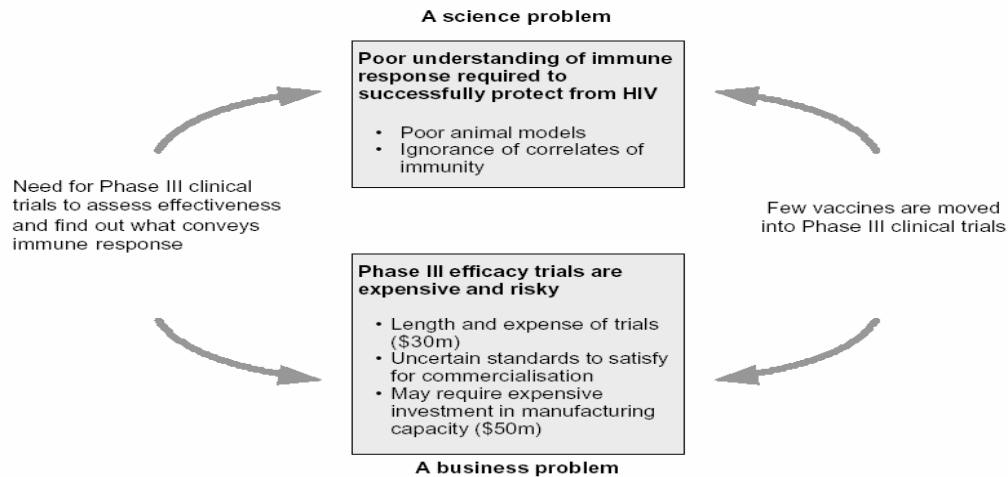 A science problem
Poor understanding of immune
response required to
successfully protect from HIV
• Poor animal models
• Ignorance of correlates of
immunity
Need for Phase III clinical
trials to assess effectiveness
and find out what conveys
immune response
Few vaccines are moved
into Phase III clinical trials
Phase III efficacy trials are
expensive and risky
• Length and expense of trials
($30m)
• Uncertain standards to satisfy
for commercialisation
• May require expensive
investment in manufacturing
capacity ($50m)
A business problem